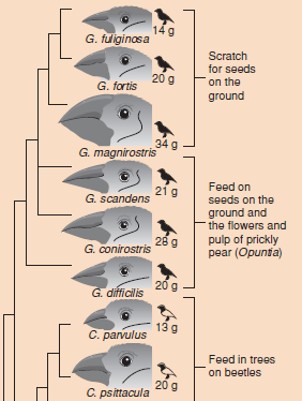 14 g
G. fuliginosa
20 g
G. fortis
34 g
G. magnirostris
Scratch
for seeds
on the
ground
21 g
G. scandens
28 g
G. conirostris
20 g
G. difficilis
Feed on
seeds on the
ground and
the flowers and
pulp of prickly
pear (Opuntia)
13 g
C. parvulus
20 g
C. psittacula
Feed in trees
on beetles